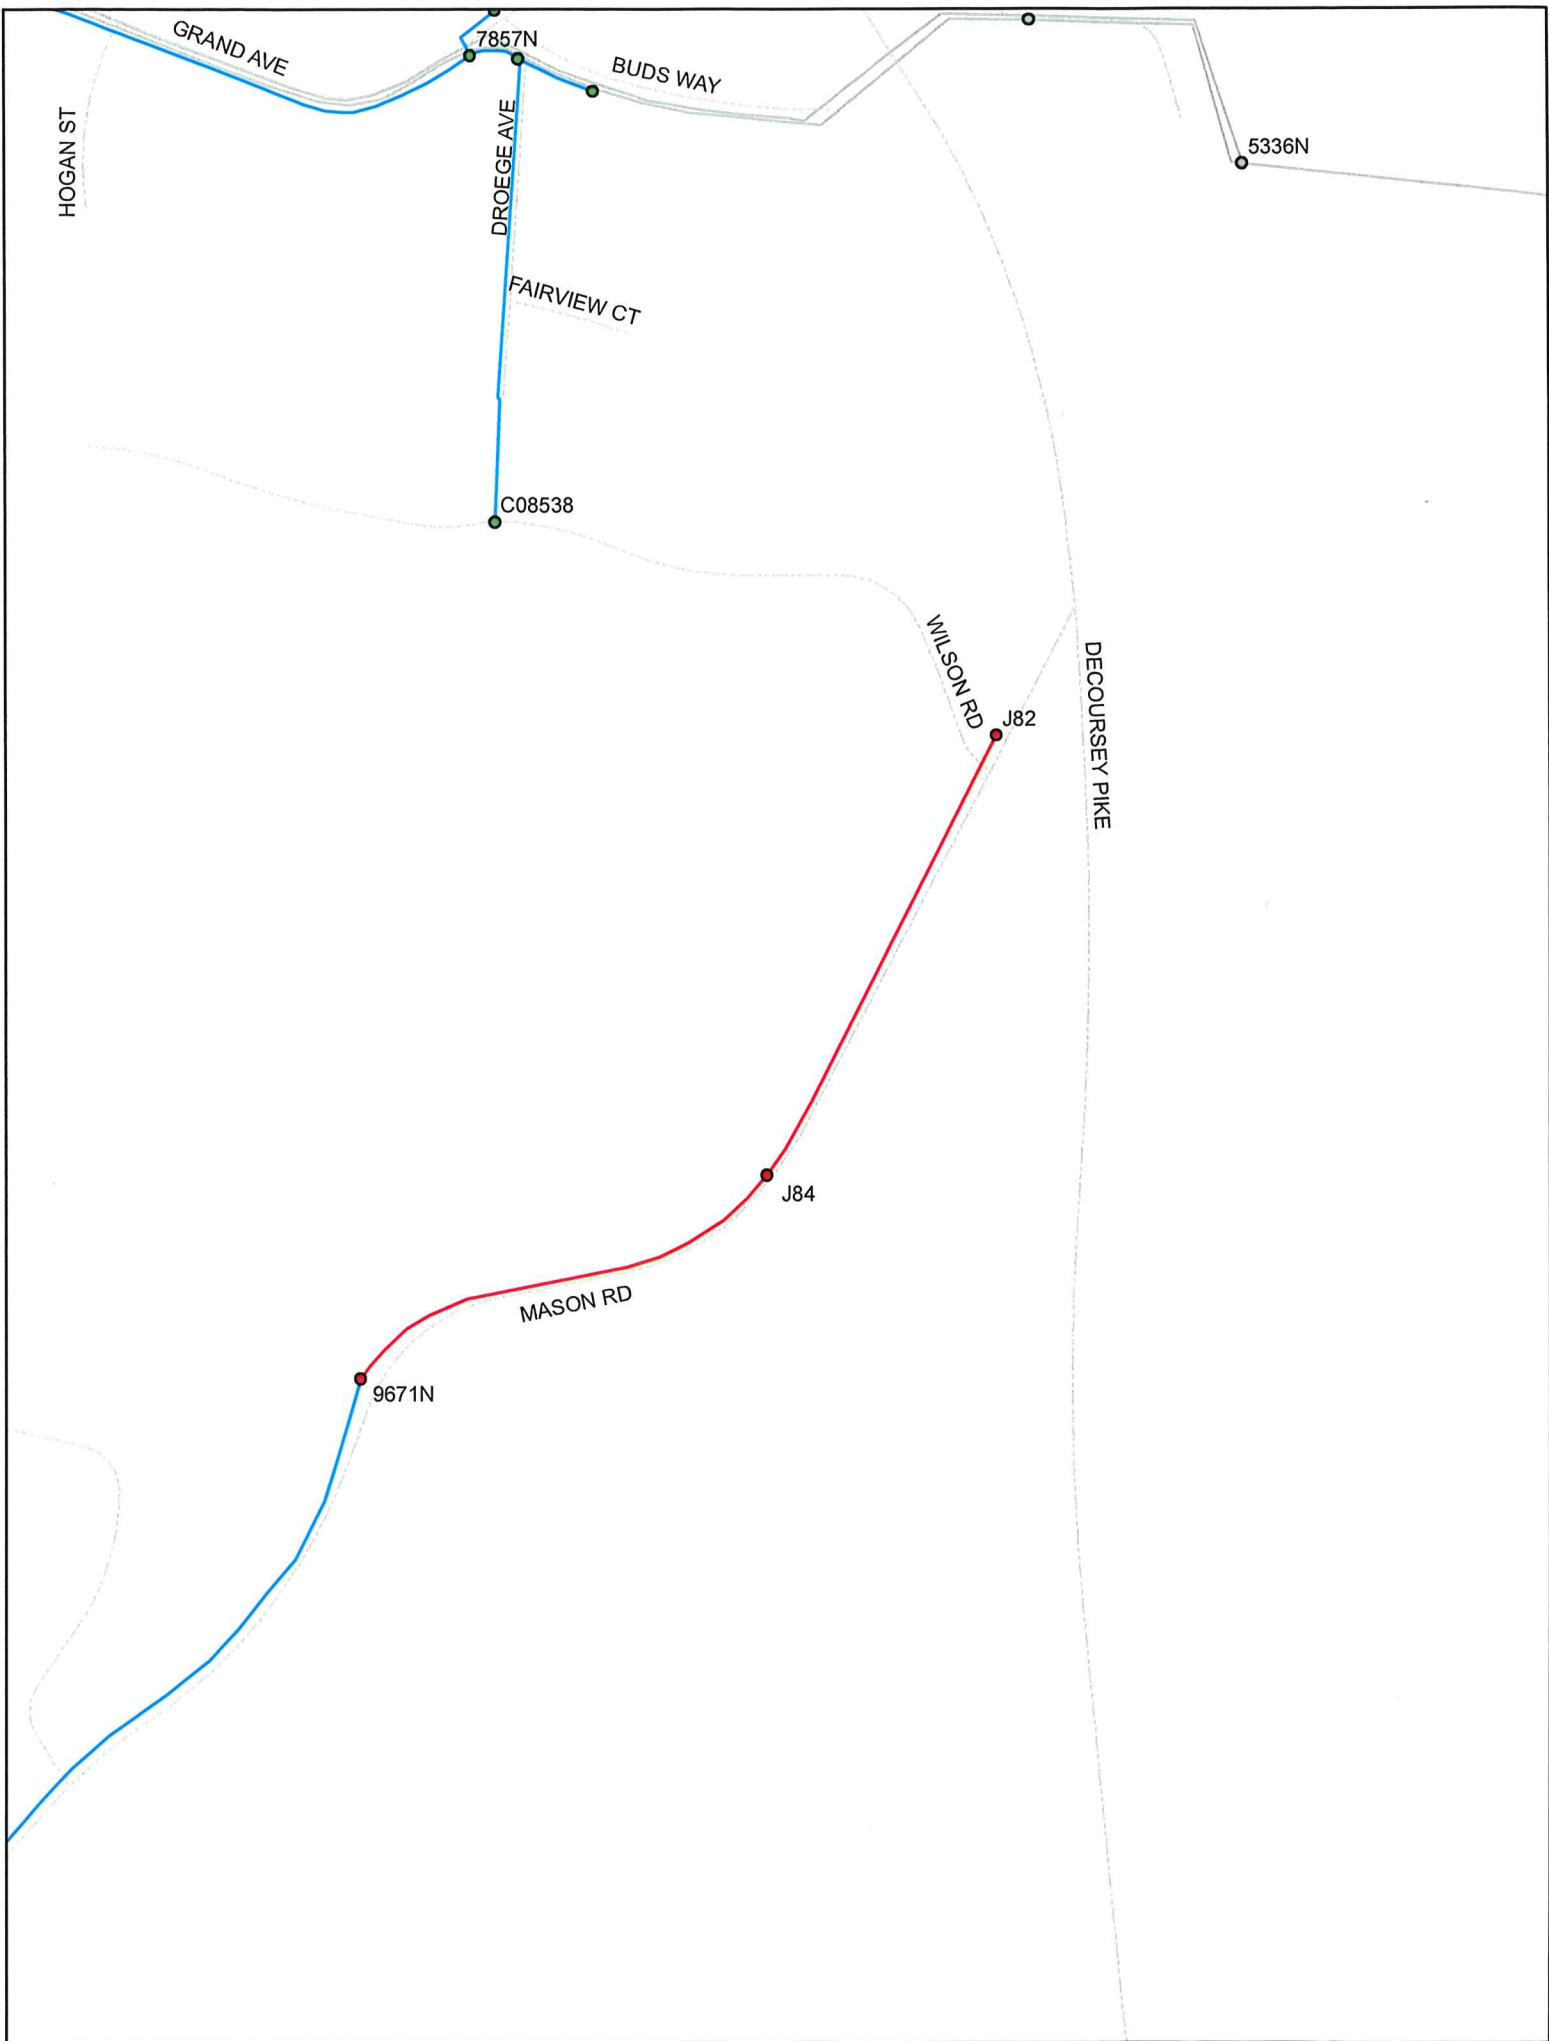 GRAND AVE
7857N
BUDS WAY
HOGAN ST
DROEGE AVE
5336N
FAIRVIEW CT
C08538
WILSON RD
J82
DECOURSEY PIKE
J84
MASON RD
9671N